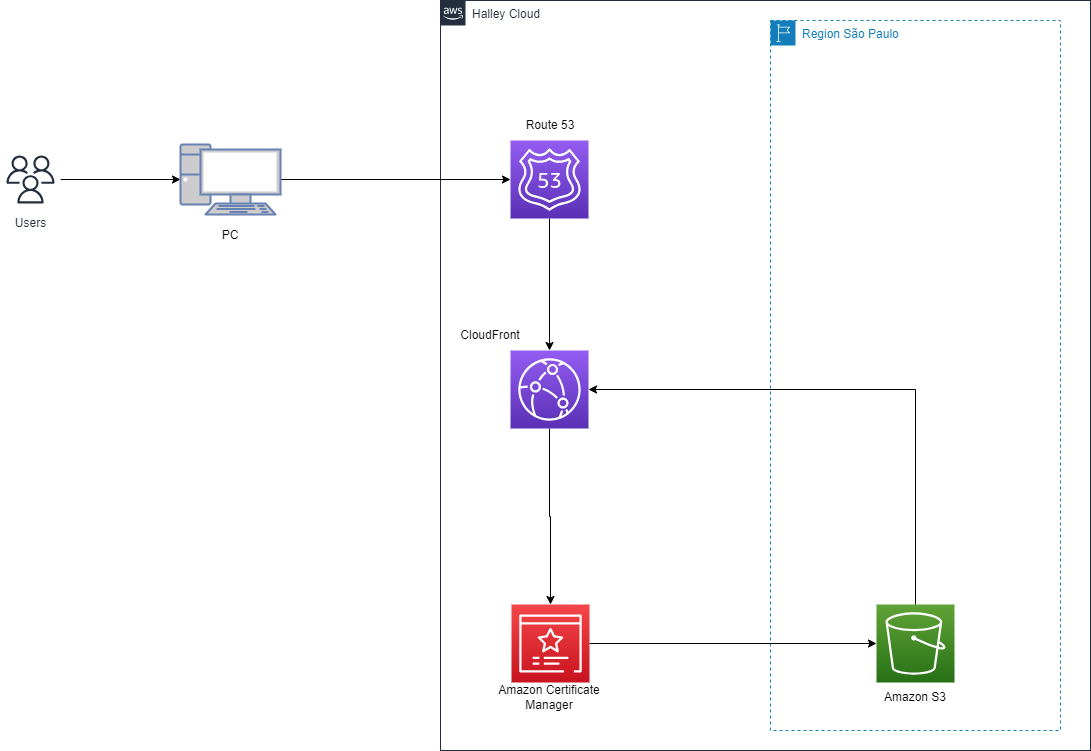 aws
Halley Cloud
Region São Paulo
Route 53
53
Users
PC
CloudFront
Amazon Certificate
Manager
Amazon S3